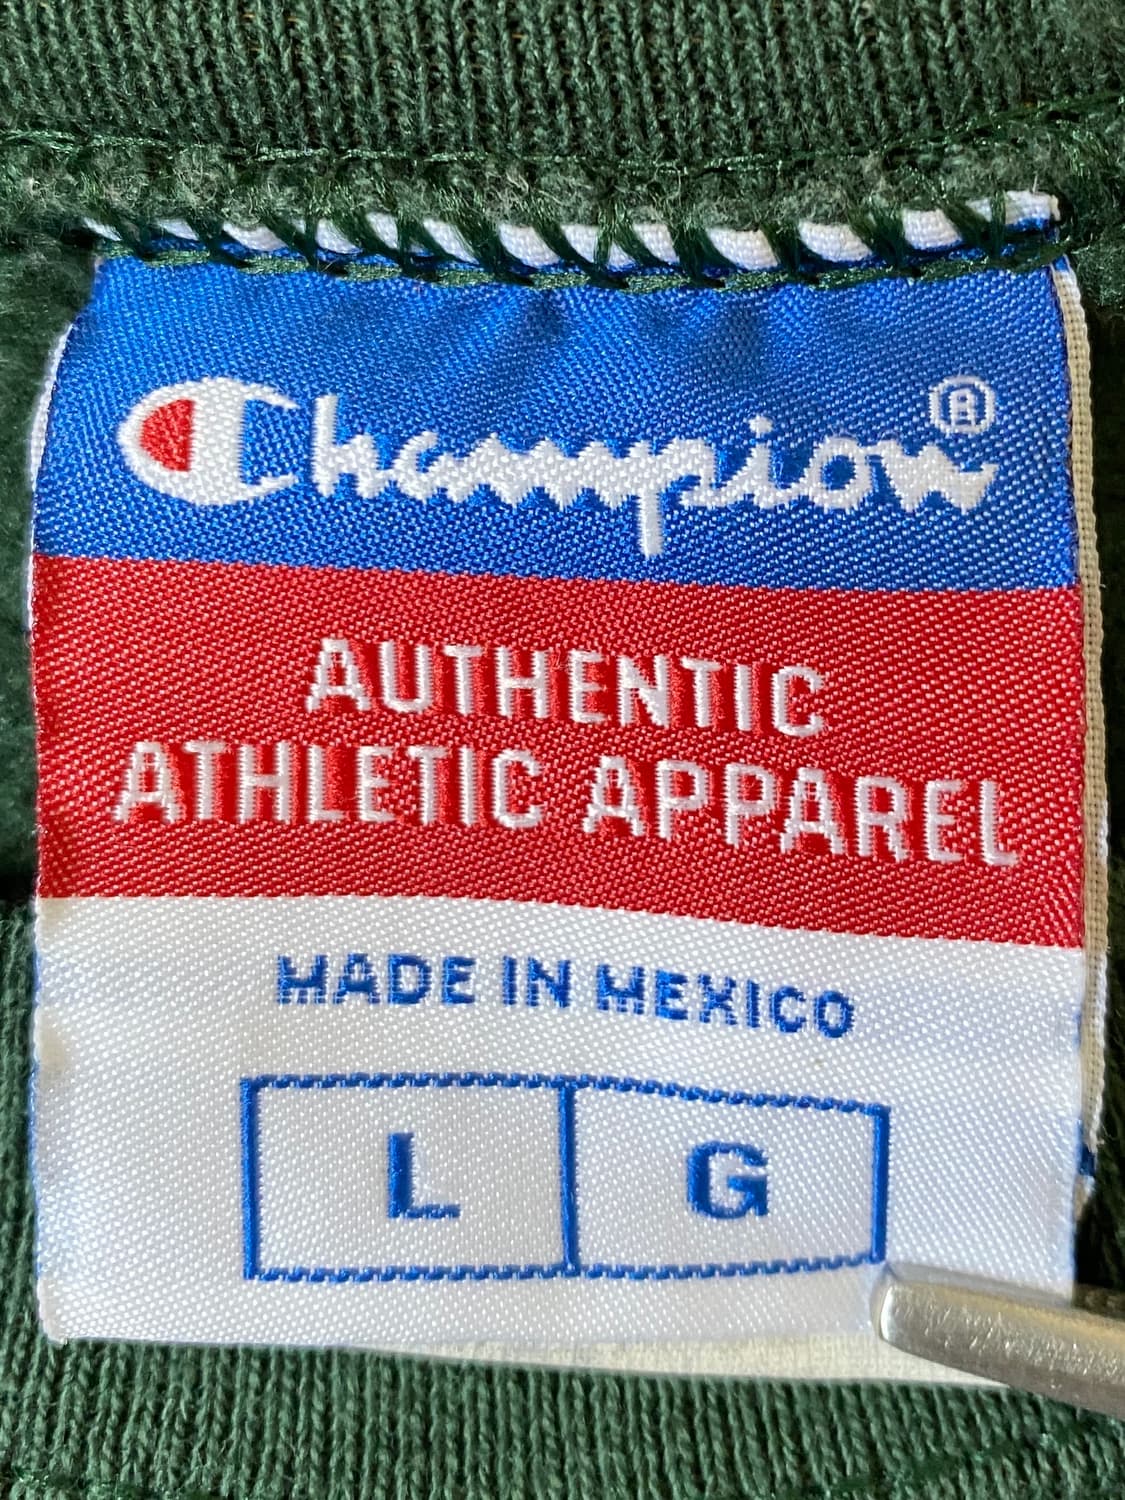 Champion®
AUTHENTIC
ATHLETIC APPAREL
MADE IN MEXICO
L G